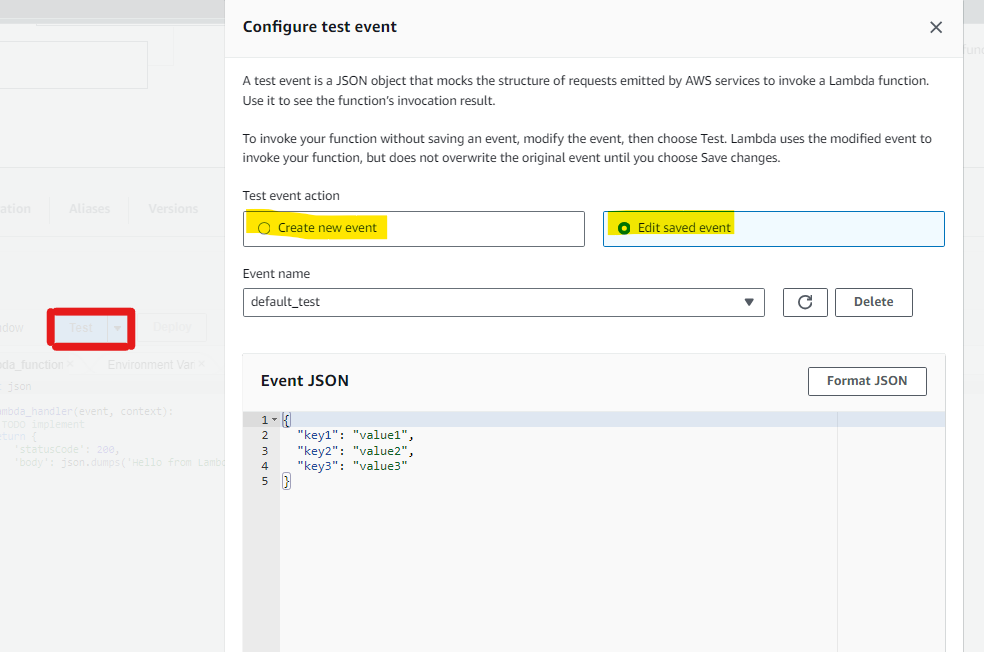 Configure test event
A test event is a JSON object that mocks the structure of requests emitted by AWS services to invoke a Lambda function.
Use it to see the function's invocation result.
To invoke your function without saving an event, modify the event, then choose Test. Lambda uses the modified event to
invoke your function, but does not overwrite the original event until you choose Save changes.
Test event action
Create new event
Edit saved event
Event name
default_test
Delete
Event JSON
Format JSON
1 {
2 "key1": "value1",
3 "key2": "value2",
4 "key3": "value3"
5 }
ation Aliases Versions
ndow Test Deploy
bda_function Environment Var
json
ambda_handler(event, context):
TODO implement
eturn {
'statusCode': 200,
'body': json.dumps('Hello from Lambd
func